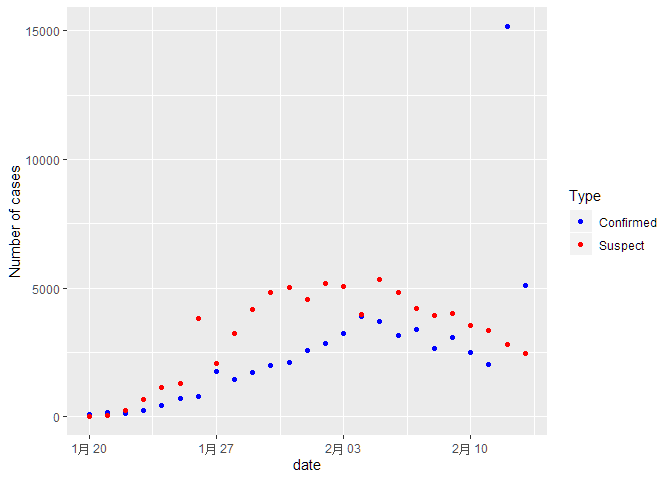 15000
10000
5000
0
Number of cases
1月 20
1月 27
2月 03
2月 10
date
Type
Confirmed
Suspect